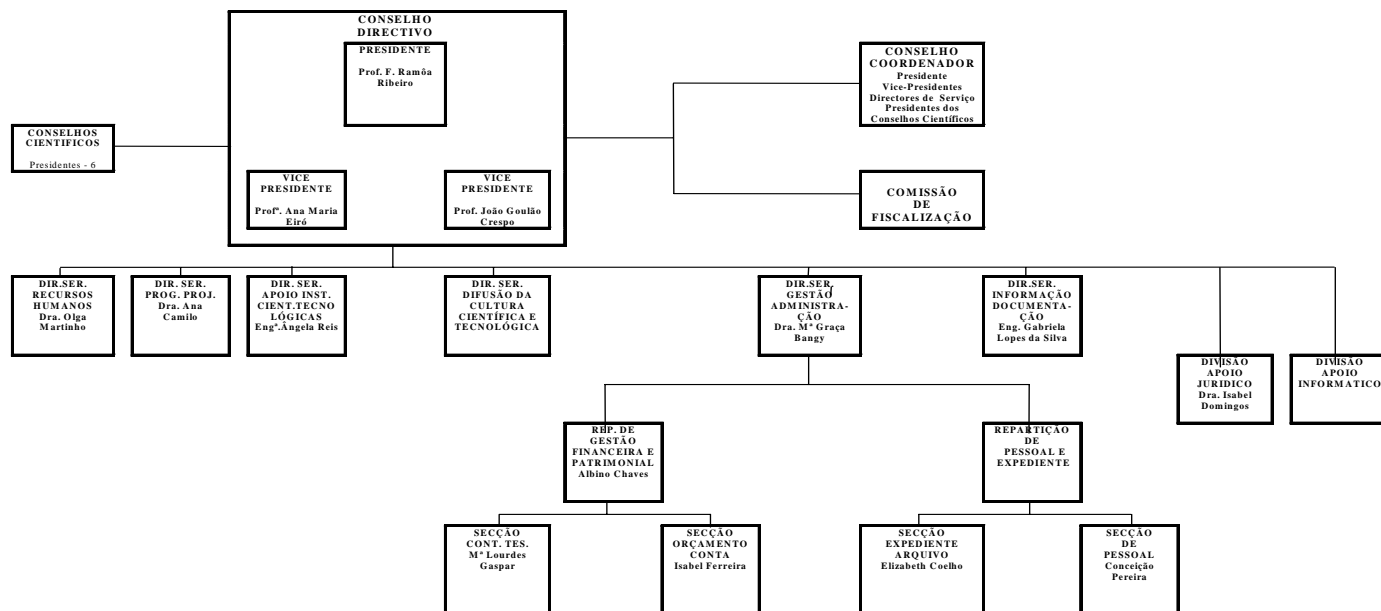 CONSELHO
DIRECTIVO
PRESIDENTE
Prof. F. Ramôa
Ribeiro
CONSELHO
COORDENADOR
Presidente
Vice-Presidentes
Directores de Serviço
Presidentes dos
Conselhos Científicos
CONSELHOS
CIENTIFICOS
Presidentes - 6
VICE
PRESIDENTE
Profª. Ana Maria
Eiró
VICE
PRESIDENTE
Prof. João Goulão
Crespo
COMISSÃO
DE
FISCALIZAÇÃO
DIR.SER.
RECURSOS
HUMANOS
Dra. Olga
Martinho
DIR. SER.
PROG. PROJ.
Dra. Ana
Camilo
DIR. SER.
APOIO INST.
CIENT.TECNO
LÓGICAS
Engª.Ângela Reis
DIR. SER.
DIFUSÃO DA
CULTURA
CIENTÍFICA E
TECNOLÓGICA
DIR.SER.
GESTÃO
ADMINISTRA-
ÇÃO
Dra. Mª Graça
Bangy
DIR.SER.
INFORMAÇÃO
DOCUMENTA-
ÇÃO
Eng. Gabriela
Lopes da Silva
DIVISÃO
APOIO
JURIDICO
Dra. Isabel
Domingos
DIVISÃO
APOIO
INFORMATICO
REP. DE
GESTÃO
FINANCEIRA E
PATRIMONIAL
Albino Chaves
REPARTIÇÃO
DE
PESSOAL E
EXPEDIENTE
SECÇÃO
CONT. TES.
Mª Lourdes
Gaspar
SECÇÃO
ORÇAMENTO
CONTA
Isabel Ferreira
SECÇÃO
EXPEDIENTE
ARQUIVO
Elizabeth Coelho
SECÇÃO
DE
PESSOAL
Conceição
Pereira